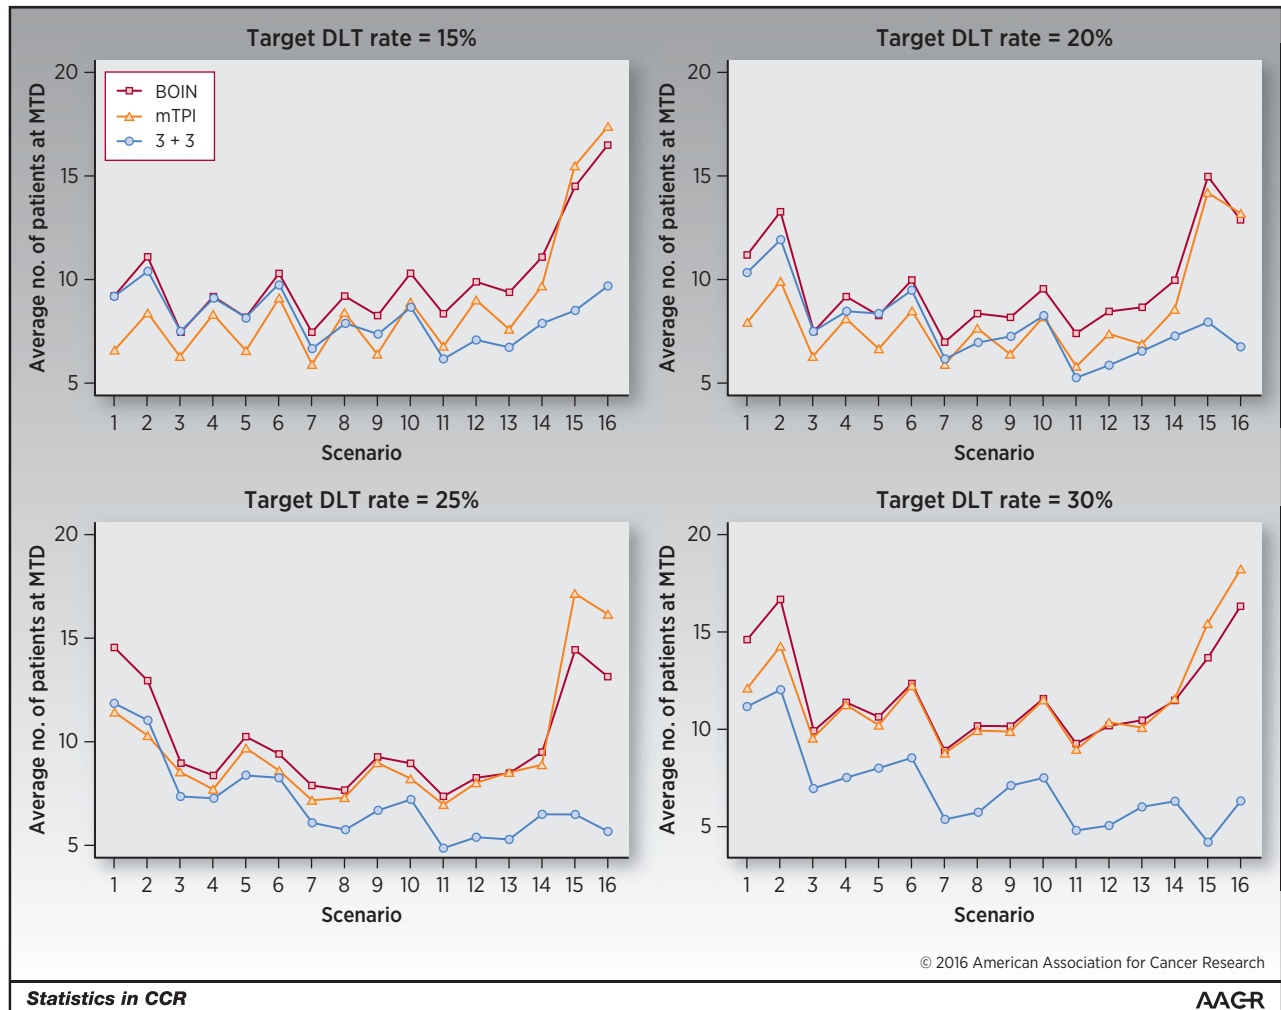 Target DLT rate = 15%
Average no. of patients at MTD
20
15
10
5
BOIN
mTPI
3 + 3
1 2 3 4 5 6 7 8 9 10 11 12 13 14 15 16
Scenario
Target DLT rate = 20%
Average no. of patients at MTD
20
15
10
5
1 2 3 4 5 6 7 8 9 10 11 12 13 14 15 16
Scenario
Target DLT rate = 25%
Average no. of patients at MTD
20
15
10
5
1 2 3 4 5 6 7 8 9 10 11 12 13 14 15 16
Scenario
Target DLT rate = 30%
Average no. of patients at MTD
20
15
10
5
1 2 3 4 5 6 7 8 9 10 11 12 13 14 15 16
Scenario
© 2016 American Association for Cancer Research
Statistics in CCR
AACR